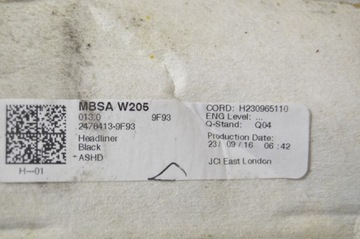 MBSA W205
013.0 9F93
2478413-9F93
Headliner
Black
ASHD
H--01
CORD: H230965110
ENG Level: ...
Q-Stand: Q04
Production Date:
23/ 09 / 16 06 : 42
JCI East London